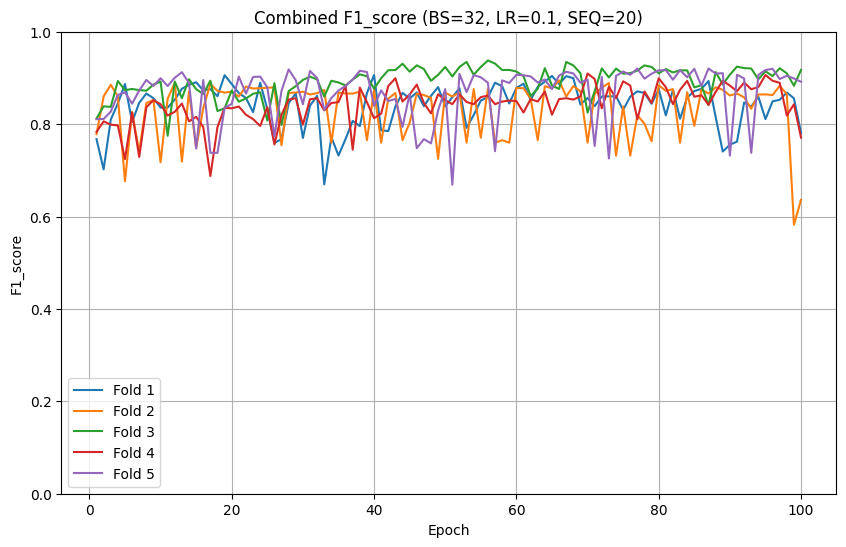 Combined F1_score (BS=32, LR=0.1, SEQ=20)
F1_score
1.0
0.8
0.6
0.4
0.2
0.0
Fold 1
Fold 2
Fold 3
Fold 4
Fold 5
0 20 40 60 80 100
Epoch